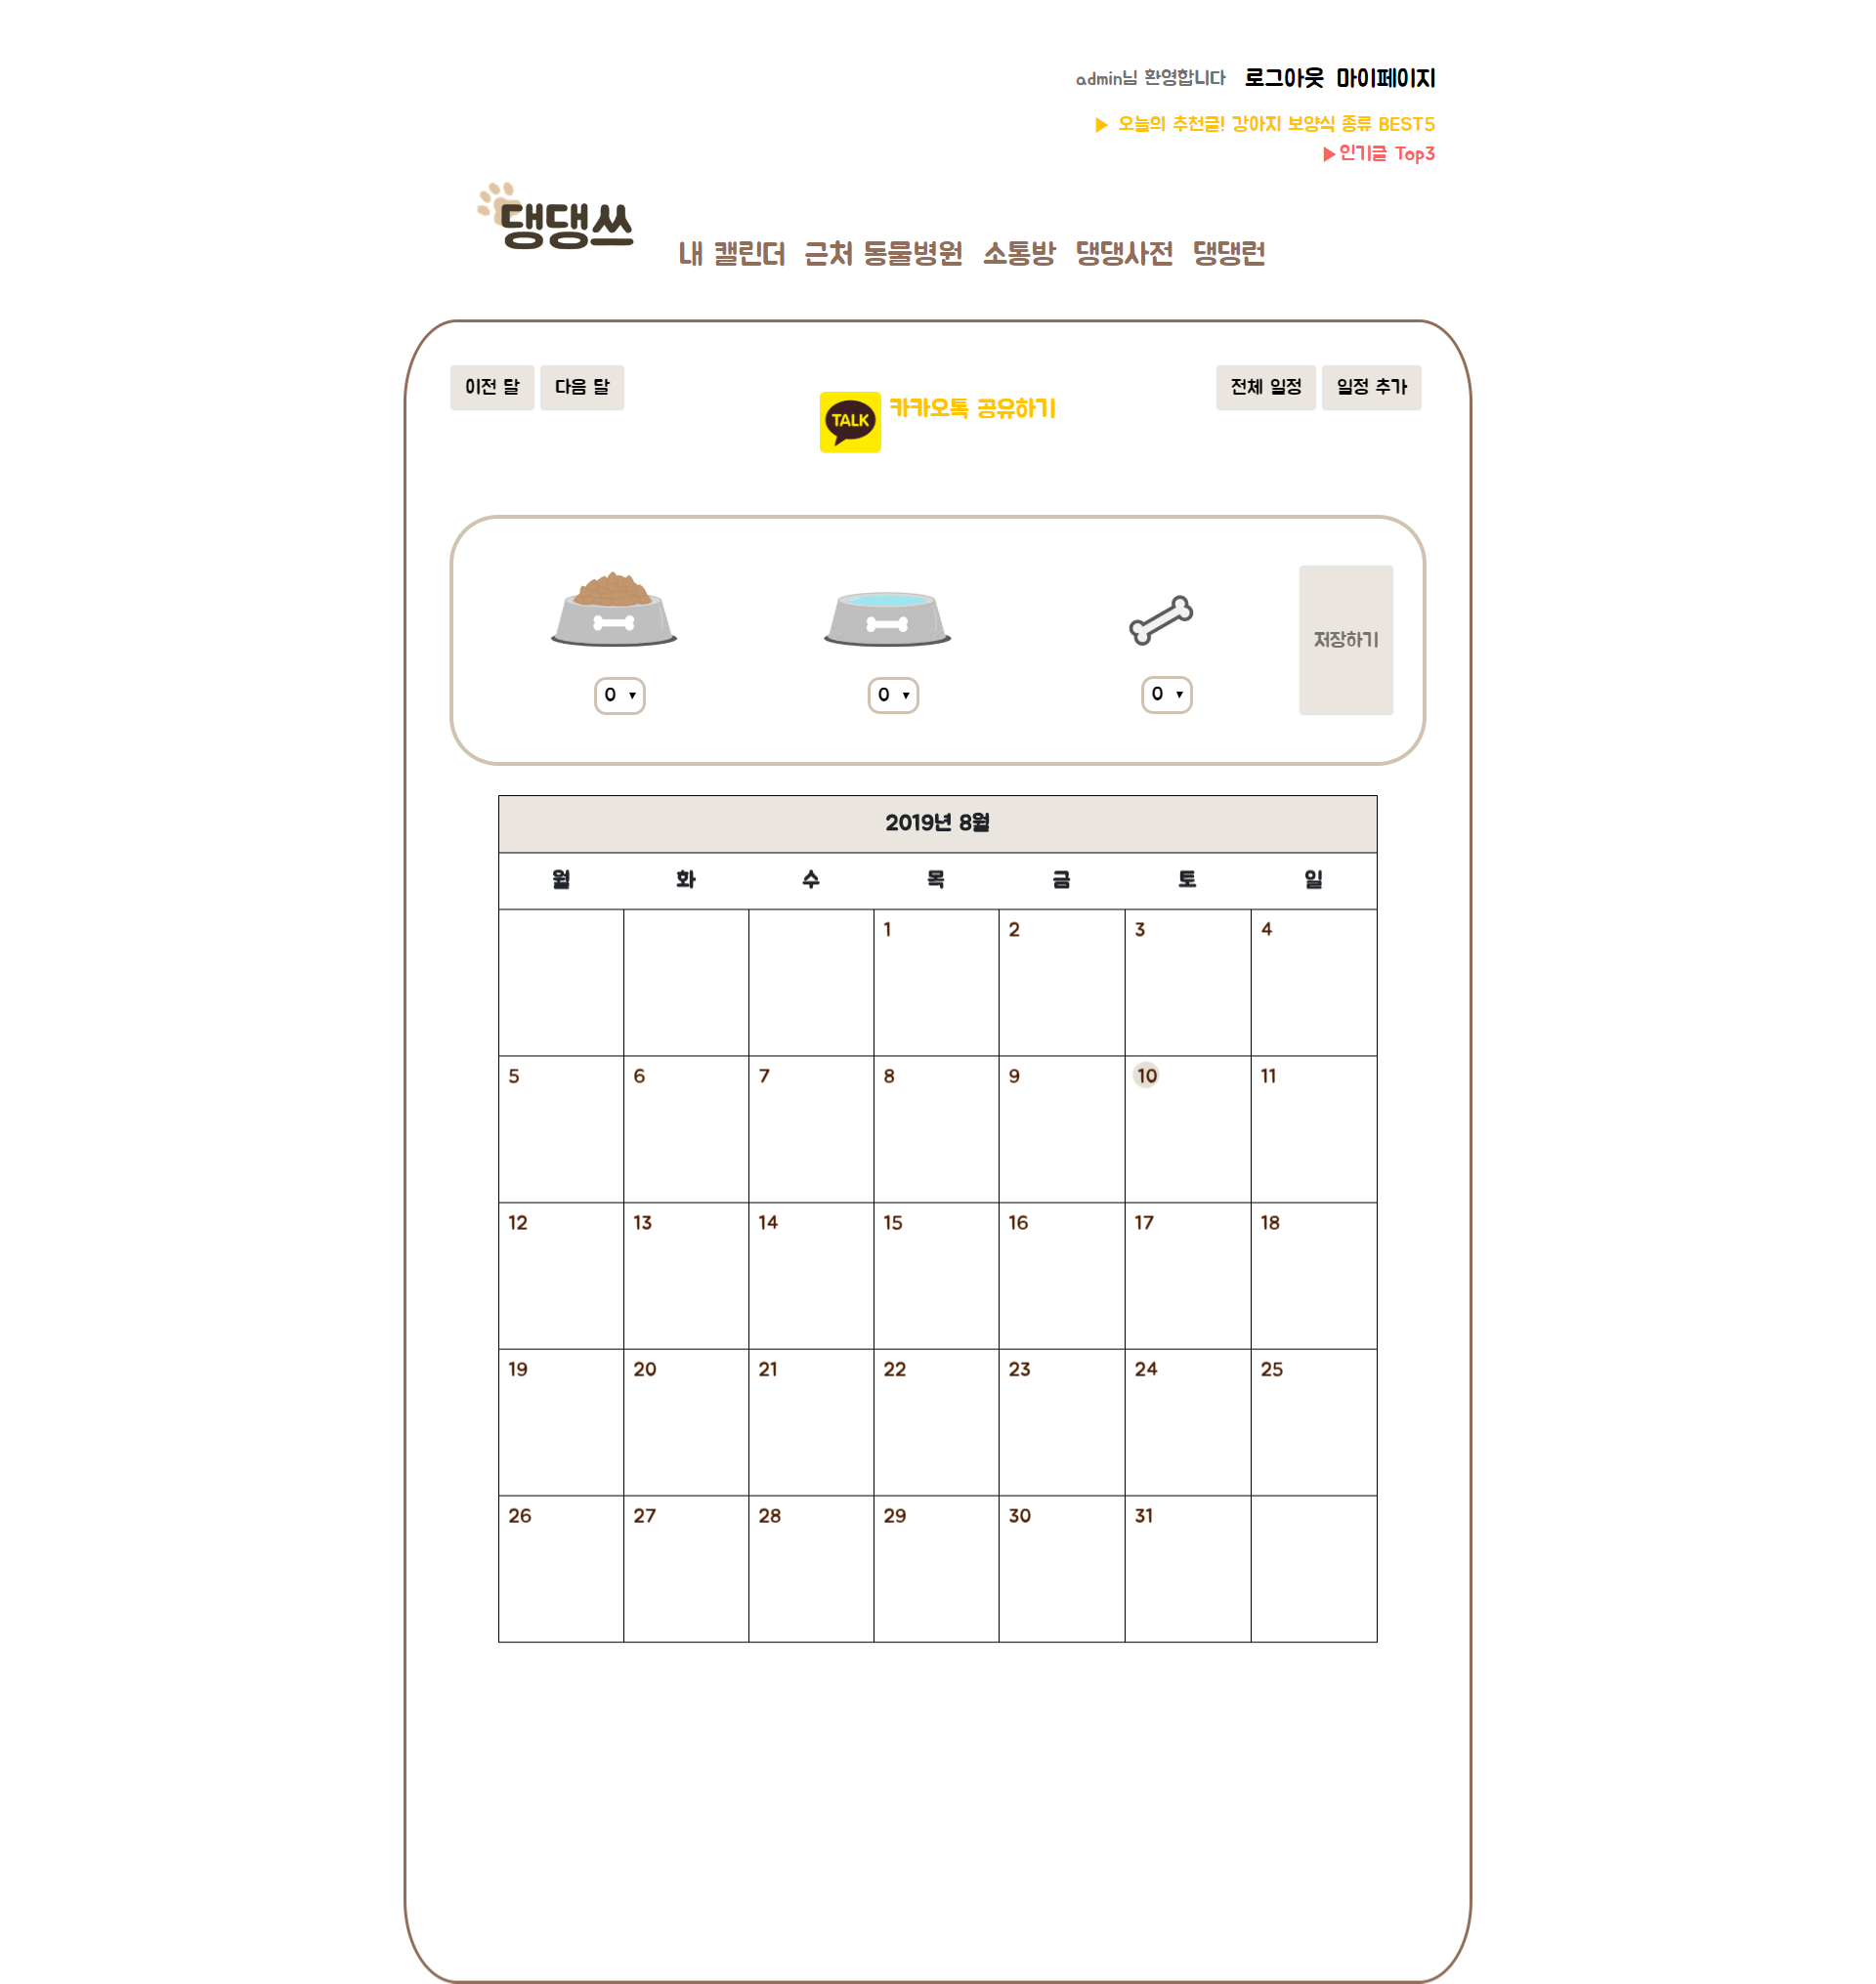 admin님 환영합니다 로그아웃 마이페이지
▶ 오늘의 추천글! 강아지 보양식 종류 BEST5
▶인기글 Top3
댕댕쓰
내 캘린더 근처 동물병원 소통방 댕댕사전 댕댕런
이전 달 다음 달 전체 일정 일정 추가
TALK 카카오톡 공유하기
저장하기
0 ▼ 0 ▼ 0 ▼
2019년 8월
월 화 수 목 금 토 일
1 2 3 4
5 6 7 8 9 10 11
12 13 14 15 16 17 18
19 20 21 22 23 24 25
26 27 28 29 30 31